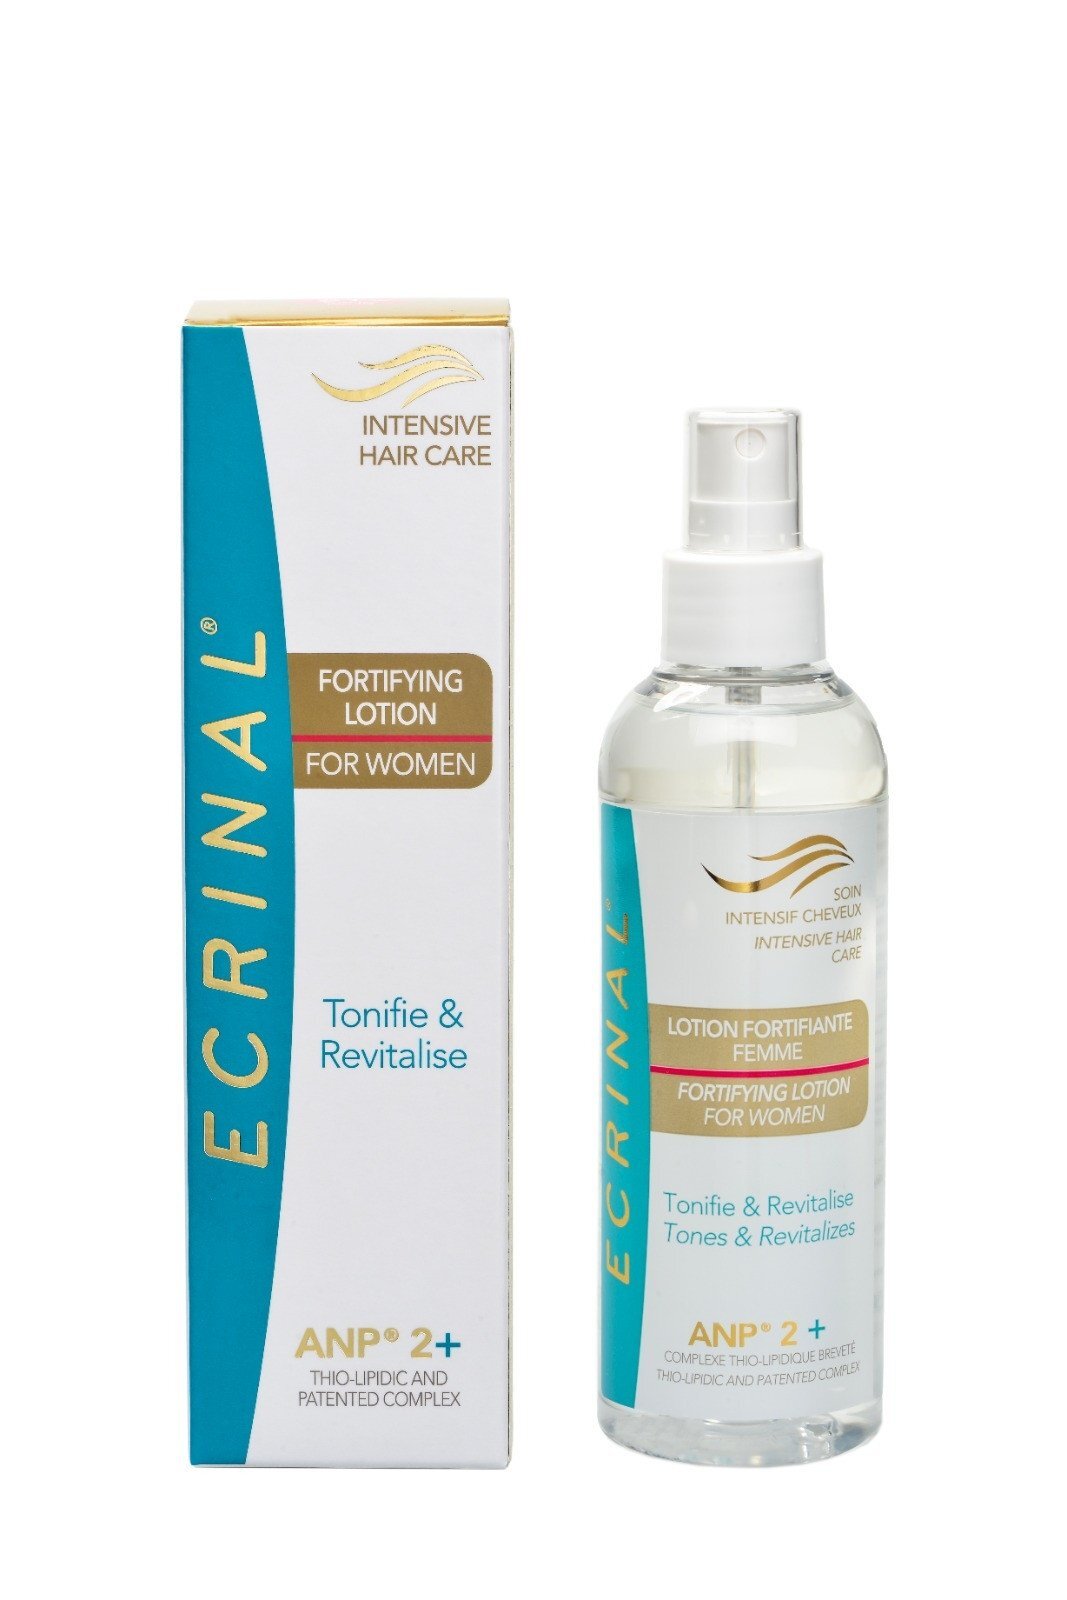 INTENSIVE
HAIR CARE
ECRINAL®
FORTIFYING
LOTION
FOR WOMEN
Tonifie &
Revitalise
ANP® 2+
THIO-LIPIDIC AND
PATENTED COMPLEX
SOIN
INTENSIF CHEVEUX
INTENSIVE HAIR
CARE
ECRINAL®
LOTION FORTIFIANTE
FEMME
FORTIFYING LOTION
FOR WOMEN
Tonifie & Revitalise
Tones & Revitalizes
ANP® 2 +
COMPLEXE THIO-LIPIDIQUE BREVETÉ
THIO-LIPIDIC AND PATENTED COMPLEX